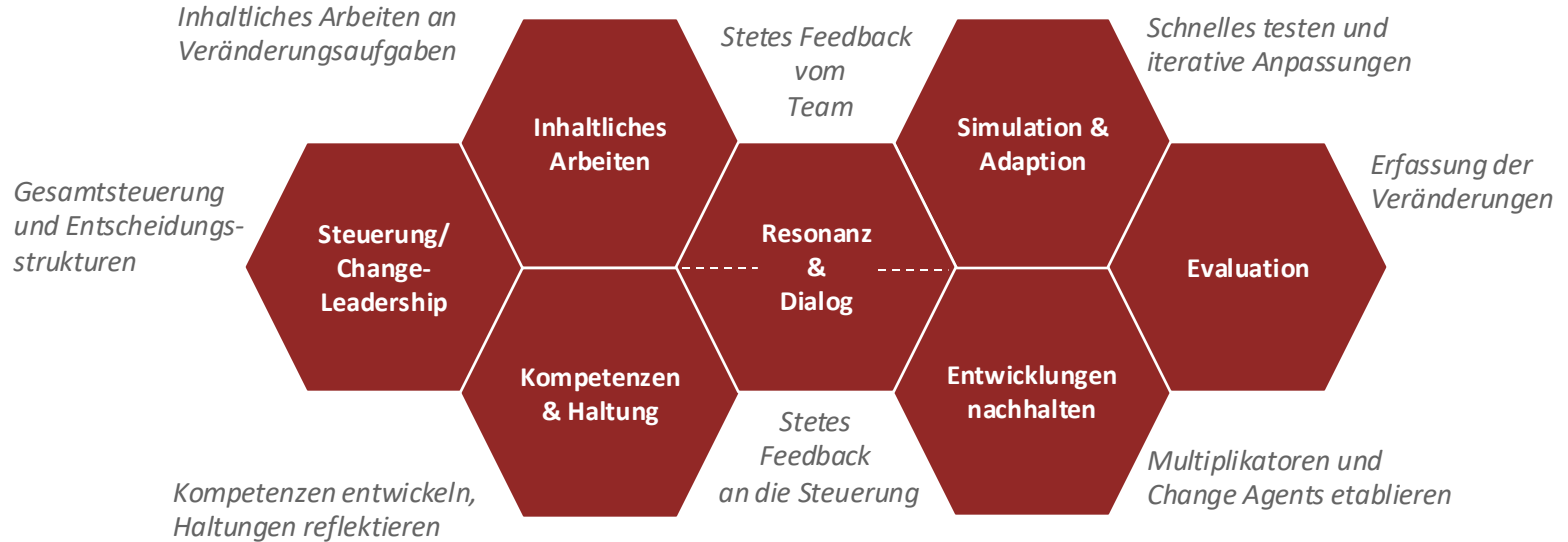 Inhaltliches Arbeiten an
Veränderungsaufgaben
Stetes Feedback
vom
Team
Schnelles testen und
iterative Anpassungen
Inhaltliches
Arbeiten
Simulation &
Adaption
Gesamtsteuerung
und Entscheidungs-
strukturen
Steuerung/
Change-
Leadership
Resonanz
&
Dialog
Evaluation
Erfassung der
Veränderungen
Kompetenzen
& Haltung
Entwicklungen
nachhalten
Kompetenzen entwickeln,
Haltungen reflektieren
Stetes
Feedback
an die Steuerung
Multiplikatoren und
Change Agents etablieren